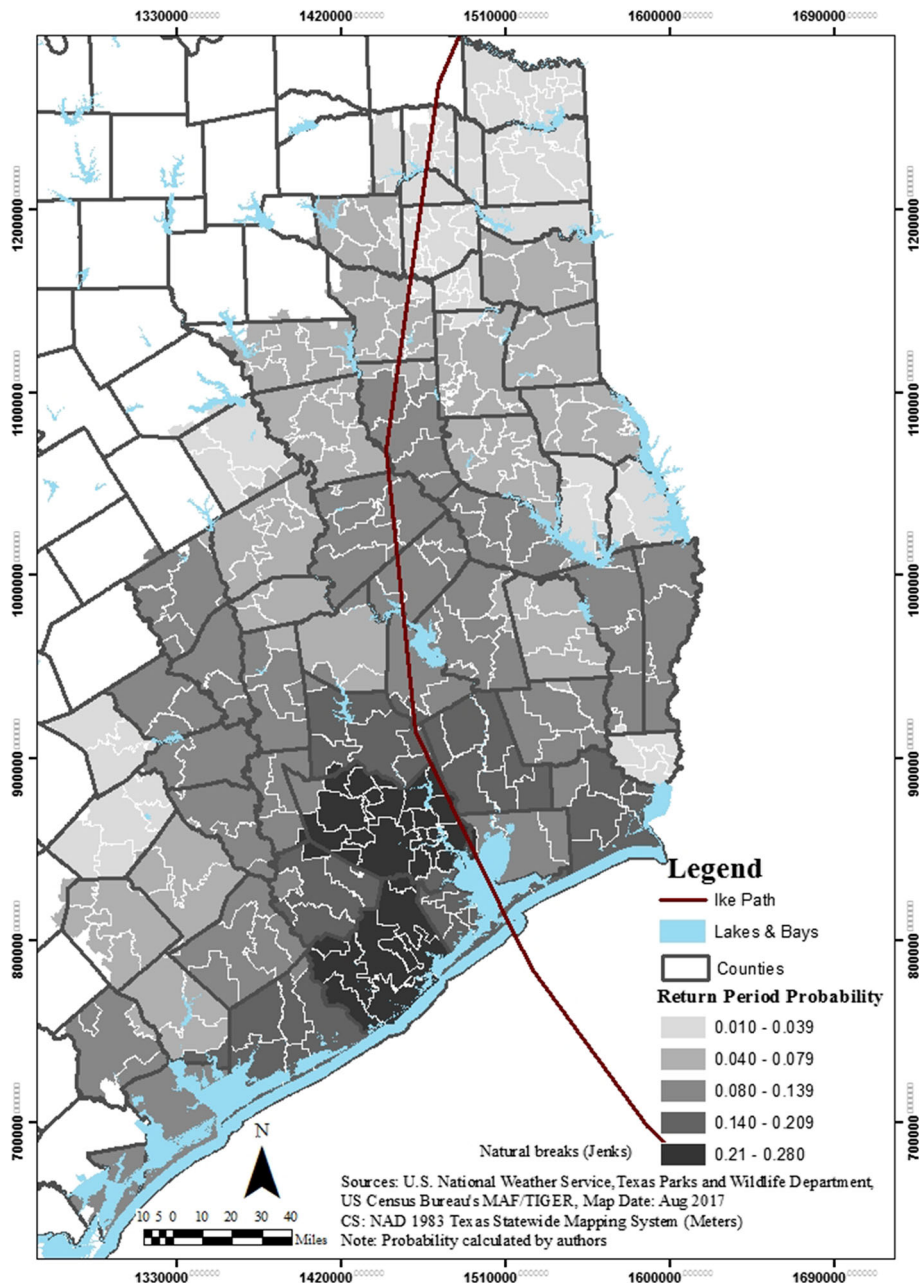 1330000 1420000 1510000 1600000 1690000
1200000 1200000
1100000 1100000
1000000 1000000
900000 900000
800000 800000
700000 700000
Legend
Ike Path
Lakes & Bays
Counties
Return Period Probability
0.010 - 0.039
0.040 - 0.079
0.080 - 0.139
0.140 - 0.209
0.21 - 0.280
Natural breaks (Jenks)
N
10 5 0 10 20 30 40
Miles
Sources: U.S. National Weather Service, Texas Parks and Wildlife Department,
US Census Bureau's MAF/TIGER, Map Date: Aug 2017
CS: NAD 1983 Texas Statewide Mapping System (Meters)
Note: Probability calculated by authors
1330000 1420000 1510000 1600000 1690000